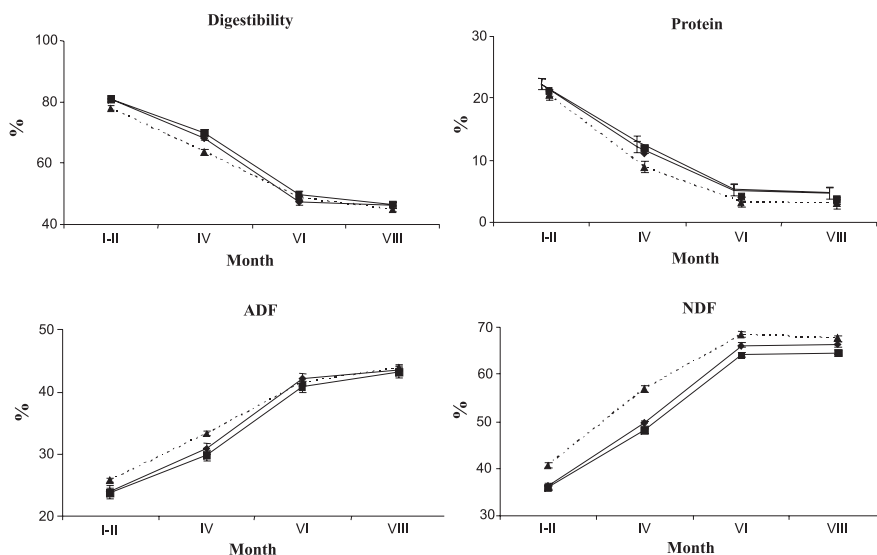 Digestibility
100
80
60
40
%
I-II IV VI VIII
Month
Protein
30
20
10
0
%
I-II IV VI VIII
Month
ADF
50
40
30
20
%
I-II IV VI VIII
Month
NDF
70
60
50
40
30
%
I-II IV VI VIII
Month